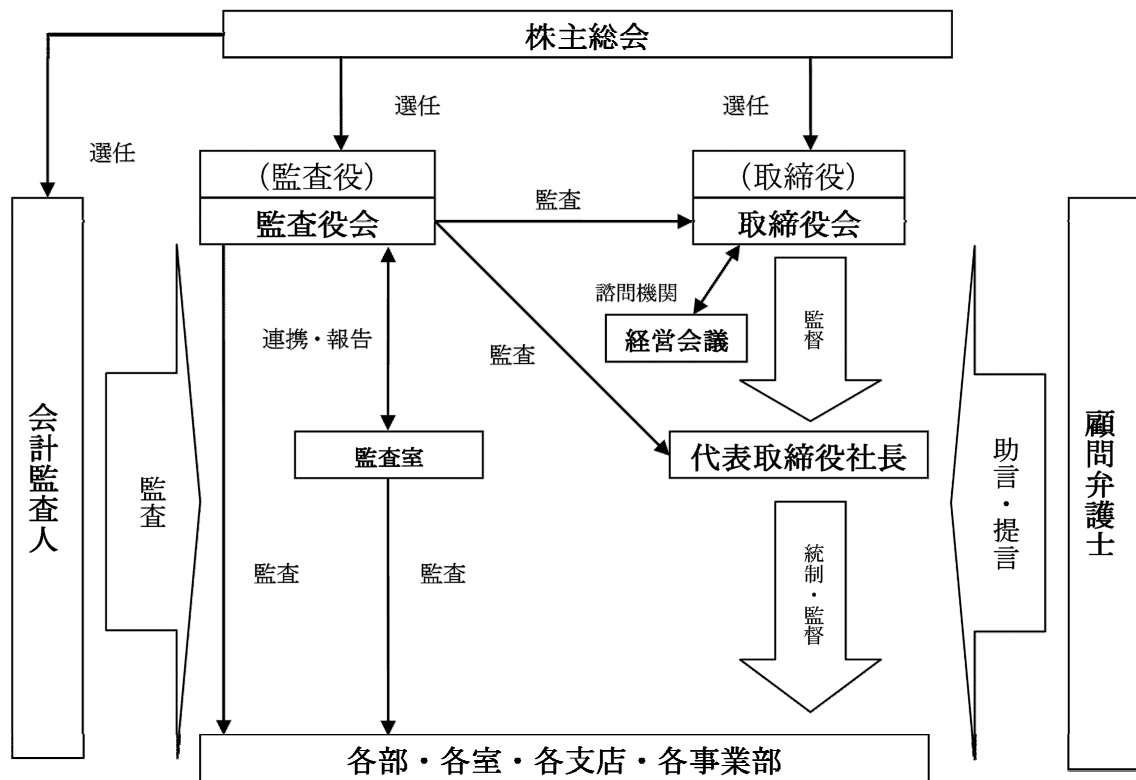 株主総会
選任
選任
選任
(監査役)
監査役会
監査
(取締役)
取締役会
諮問機関
経営会議
監督
連携・報告
監査
監査室
代表取締役社長
会計監査人
監査
監査
監査
統制・監督
助言・提言
顧問弁護士
各部・各室・各支店・各事業部